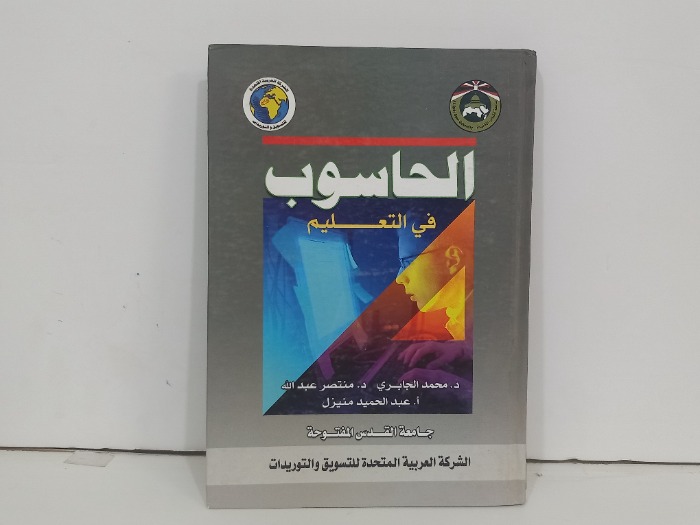 الحاسوب
في التعليم
د. محمد الجابري د. منتصر عبد الله
أ. عبد الحميد منيزل
جامعة القدس المفتوحة
الشركة العربية المتحدة للتسويق والتوريدات